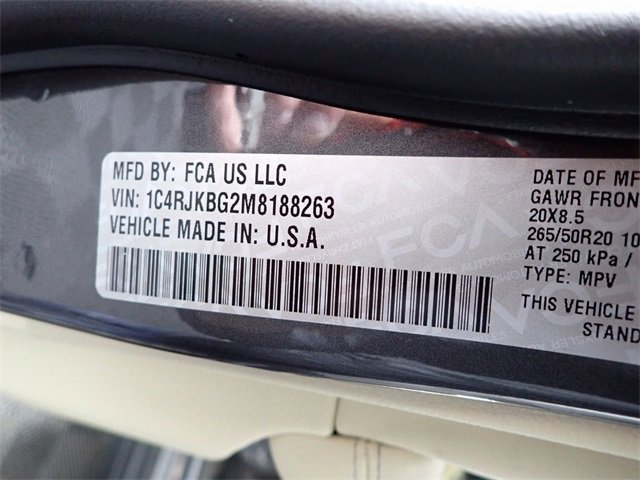 MFD BY: FCA US LLC
VIN: 1C4RJKBG2M8188263
VEHICLE MADE IN: U.S.A.
DATE OF MF
GAWR FRON
20X8.5
265/50R20 10
AT 250 kPa /
TYPE: MPV
THIS VEHICLE
STAND